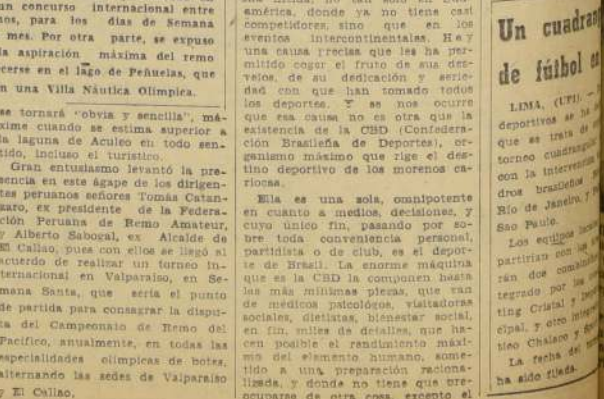 un concurso internacional entre
nos, para los días de Semana
mes. Por otra parte, se expuso
la aspiración máxima del remo
cerse en el lago de Peñuelas, que
n una Villa Náutica Olímpica.
se tornará "obvia y sencilla", má-
xime cuando se estima superior a
la laguna de Aculeo en todo sen-
tido, incluso el turístico.
Gran entusiasmo levantó la pre-
sencia en este ágape de los dirigen-
tes peruanos señores Tomás Catan-
zaro, ex presidente de la Federa-
ción Peruana de Remo Amateur,
y Alberto Sabogal, ex Alcalde de
El Callao, pues con ellos se llegó al
acuerdo de realizar un torneo in-
ternacional en Valparaíso, en Se-
mana Santa, que sería el punto
de partida para consagrar la dispu-
ta del Campeonato de Remo del
Pacífico, anualmente, en todas las
especialidades olímpicas de botes,
alternando las sedes de Valparaíso
y El Callao.
américa, donde ya no tiene casi
competidores, sino que en los
eventos intercontinentales. Hay
una causa precisa que les ha per-
mitido coger el fruto de sus des-
velos, de su dedicación y serie-
dad con que han tomado todos
los deportes. Y se nos ocurre
que esa causa no es otra que la
existencia de la CBD (Confedera-
ción Brasileña de Deportes), or-
ganismo máximo que rige el des-
tino deportivo de los morenos ca-
riocas.
Ella es una sola, omnipotente
en cuanto a medios, decisiones, y
cuyo único fin, pasando por so-
bre toda conveniencia personal,
partidista o de club, es el depor-
te de Brasil. La enorme máquina
que es la CBD la componen hasta
las más mínimas piezas, que van
de médicos psicólogos, visitadoras
sociales, dietistas, bienestar social,
en fin, miles de detalles, que ha-
cen posible el rendimiento máxi-
mo del elemento humano, some-
tido a una preparación raciona-
lizada, y donde no tiene que pre-
ocuparse de otra cosa, excepto el
Un cuadrang
de fútbol en
LIMA, (UPI). —
deportivos se ha
que se trata de
torneo cuadrangular
con la intervención
dros brasileños
Río de Janeiro, y
Sao Paulo.
Los equipos
partirían con los
rán dos combinados
tegrado por
ting Cristal y
cipal, y otro
tico Chalaco y
La fecha del
ha sido fijada.